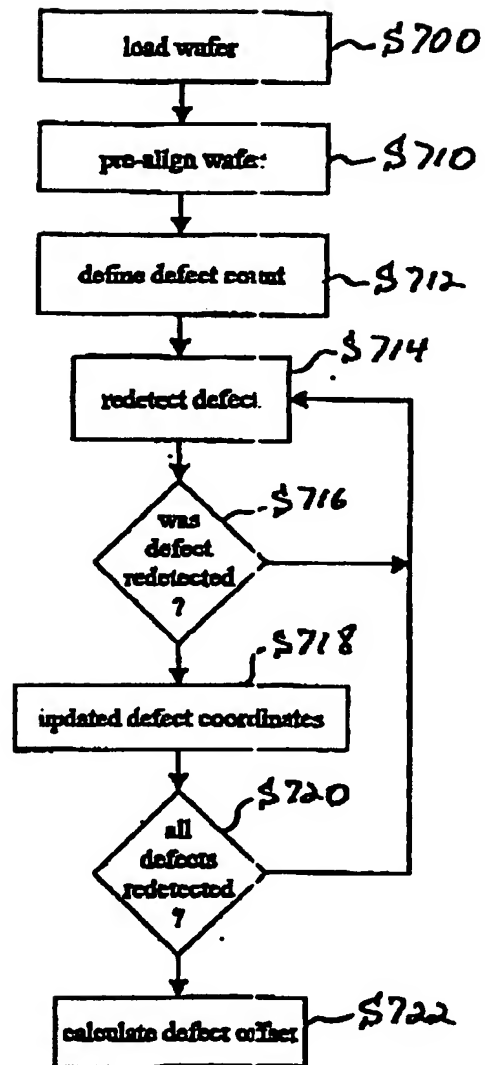 load wafer
S700
pre-align wafer
S710
define defect count
S712
S714
redetect defect.
was
defect
redetected
?
S716
S718
updated defect coordinates
S720
all
defects
redetected
?
calculate defect offset
S722